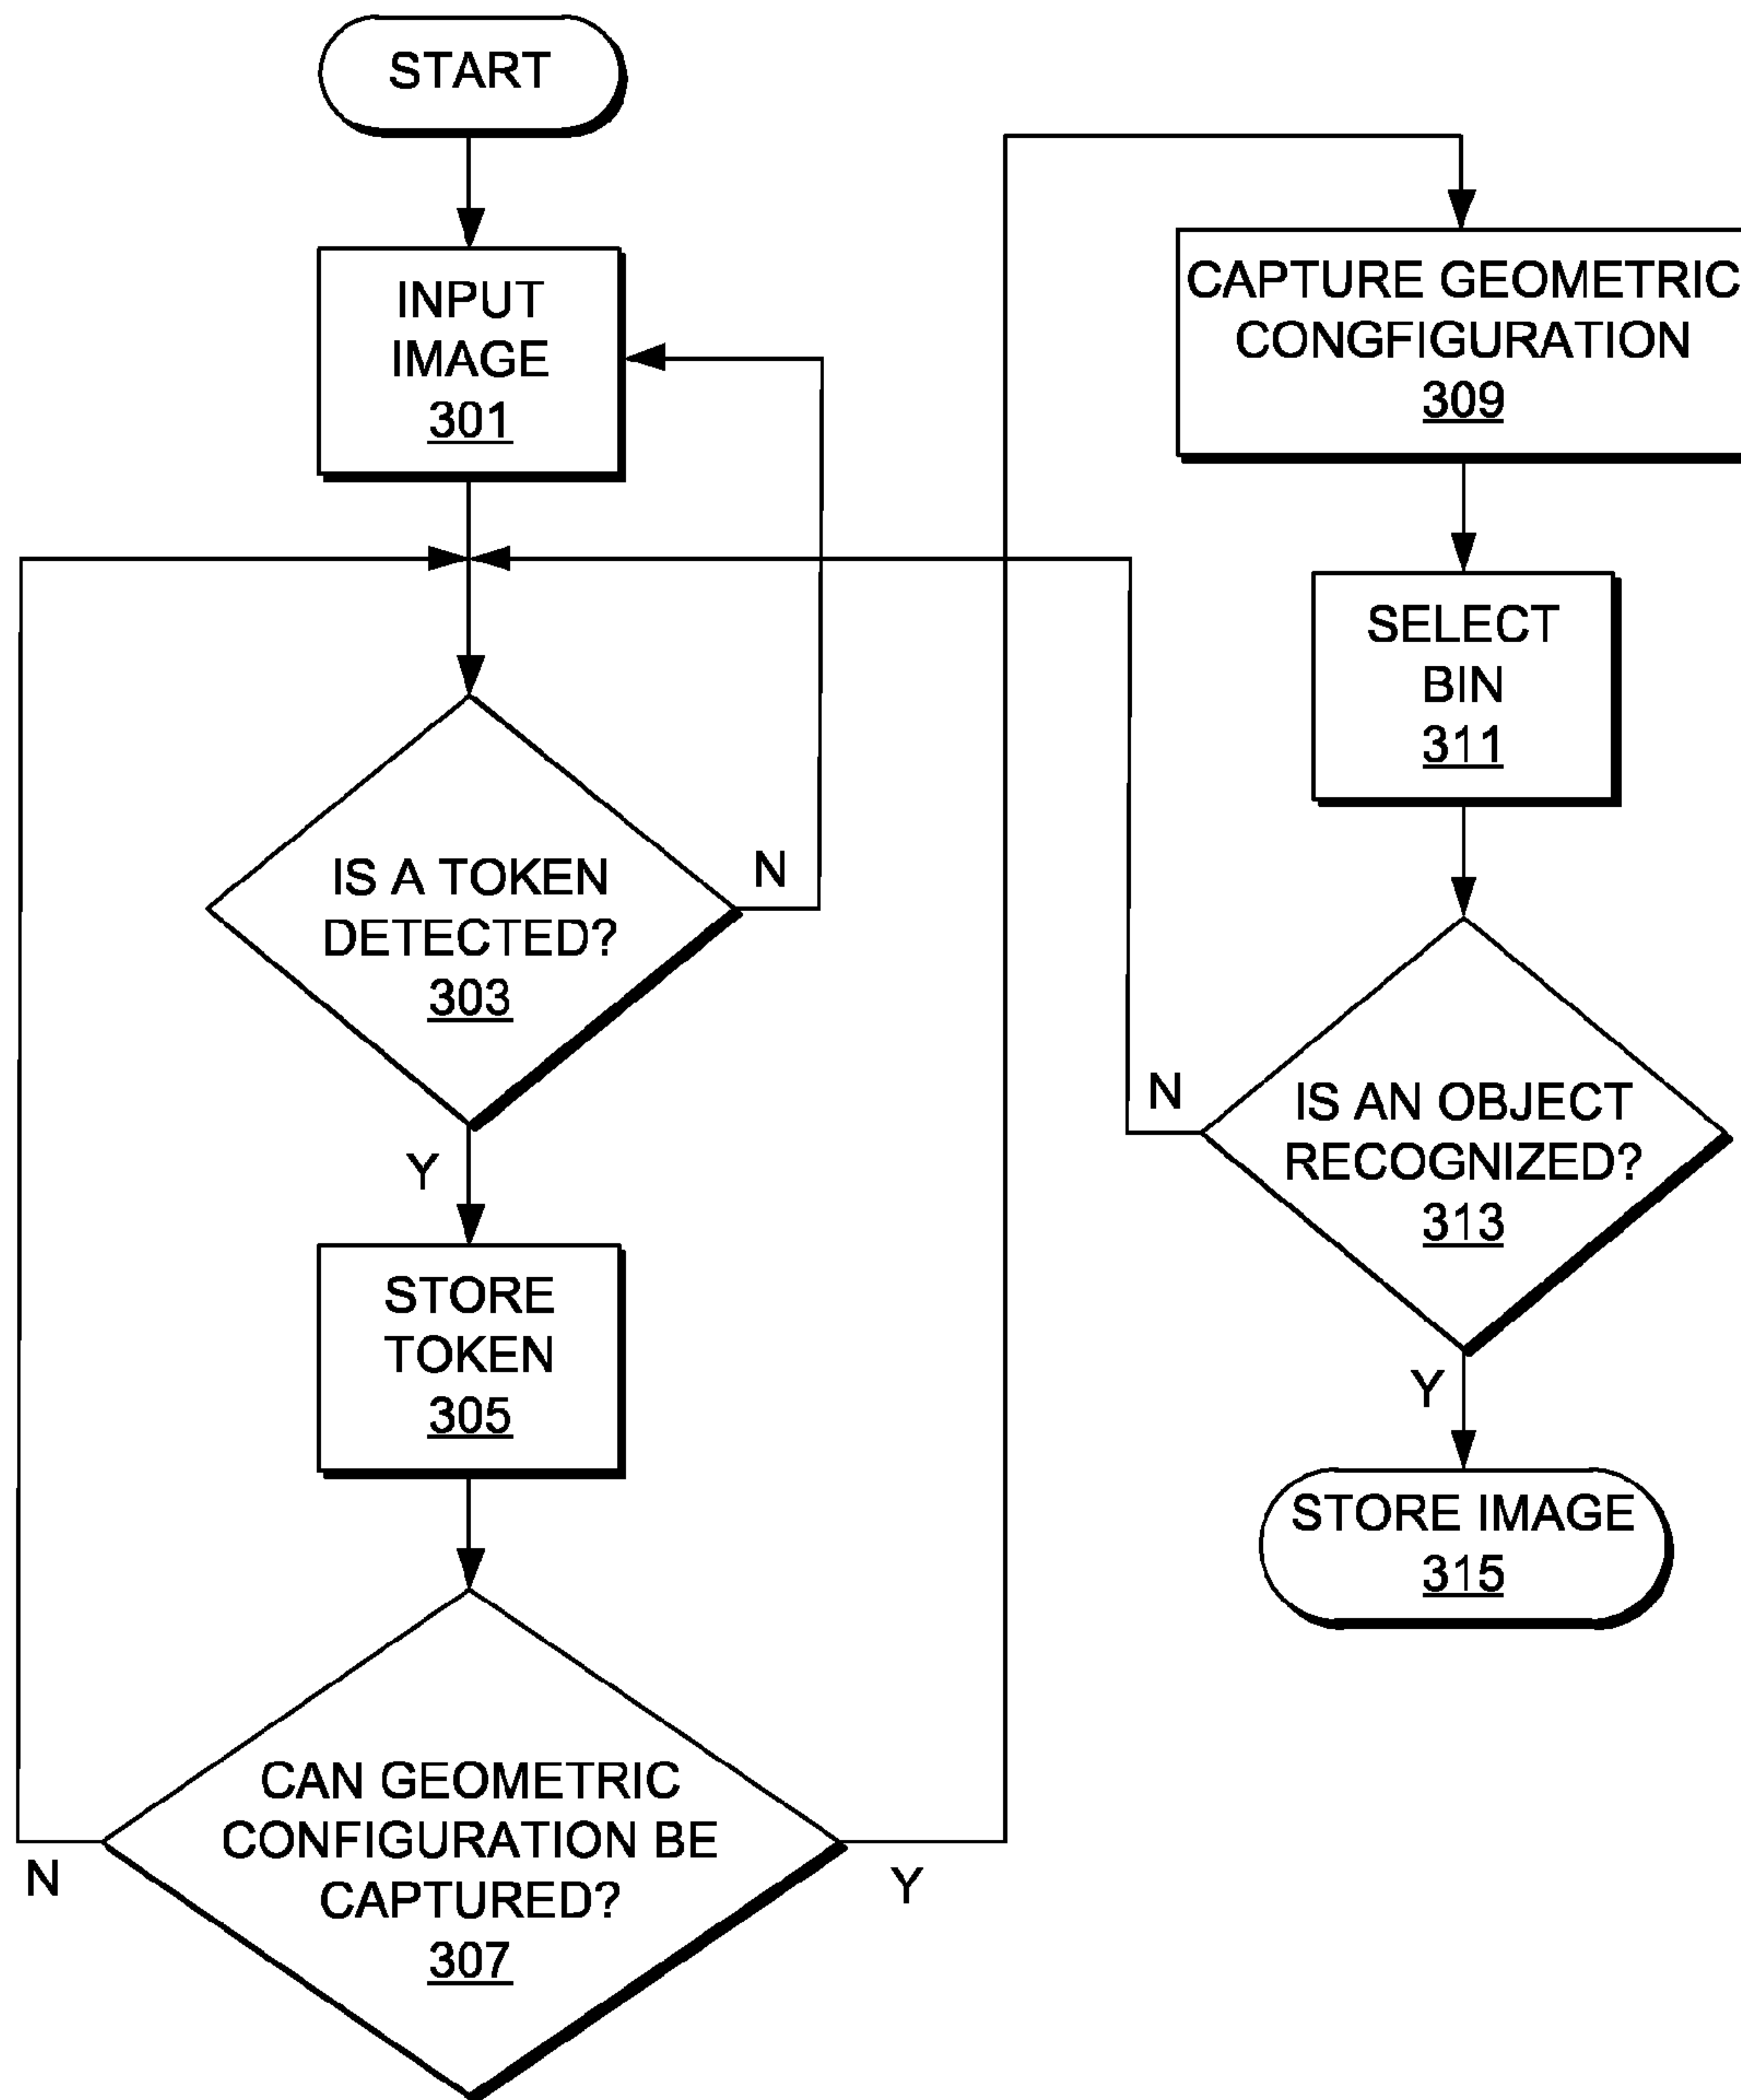 START
INPUT
IMAGE
301
IS A TOKEN
DETECTED?
303
N
Y
STORE
TOKEN
305
CAN GEOMETRIC
CONFIGURATION BE
CAPTURED?
307
N
Y
CAPTURE GEOMETRIC
CONGFIGURATION
309
SELECT
BIN
311
IS AN OBJECT
RECOGNIZED?
313
N
Y
STORE IMAGE
315